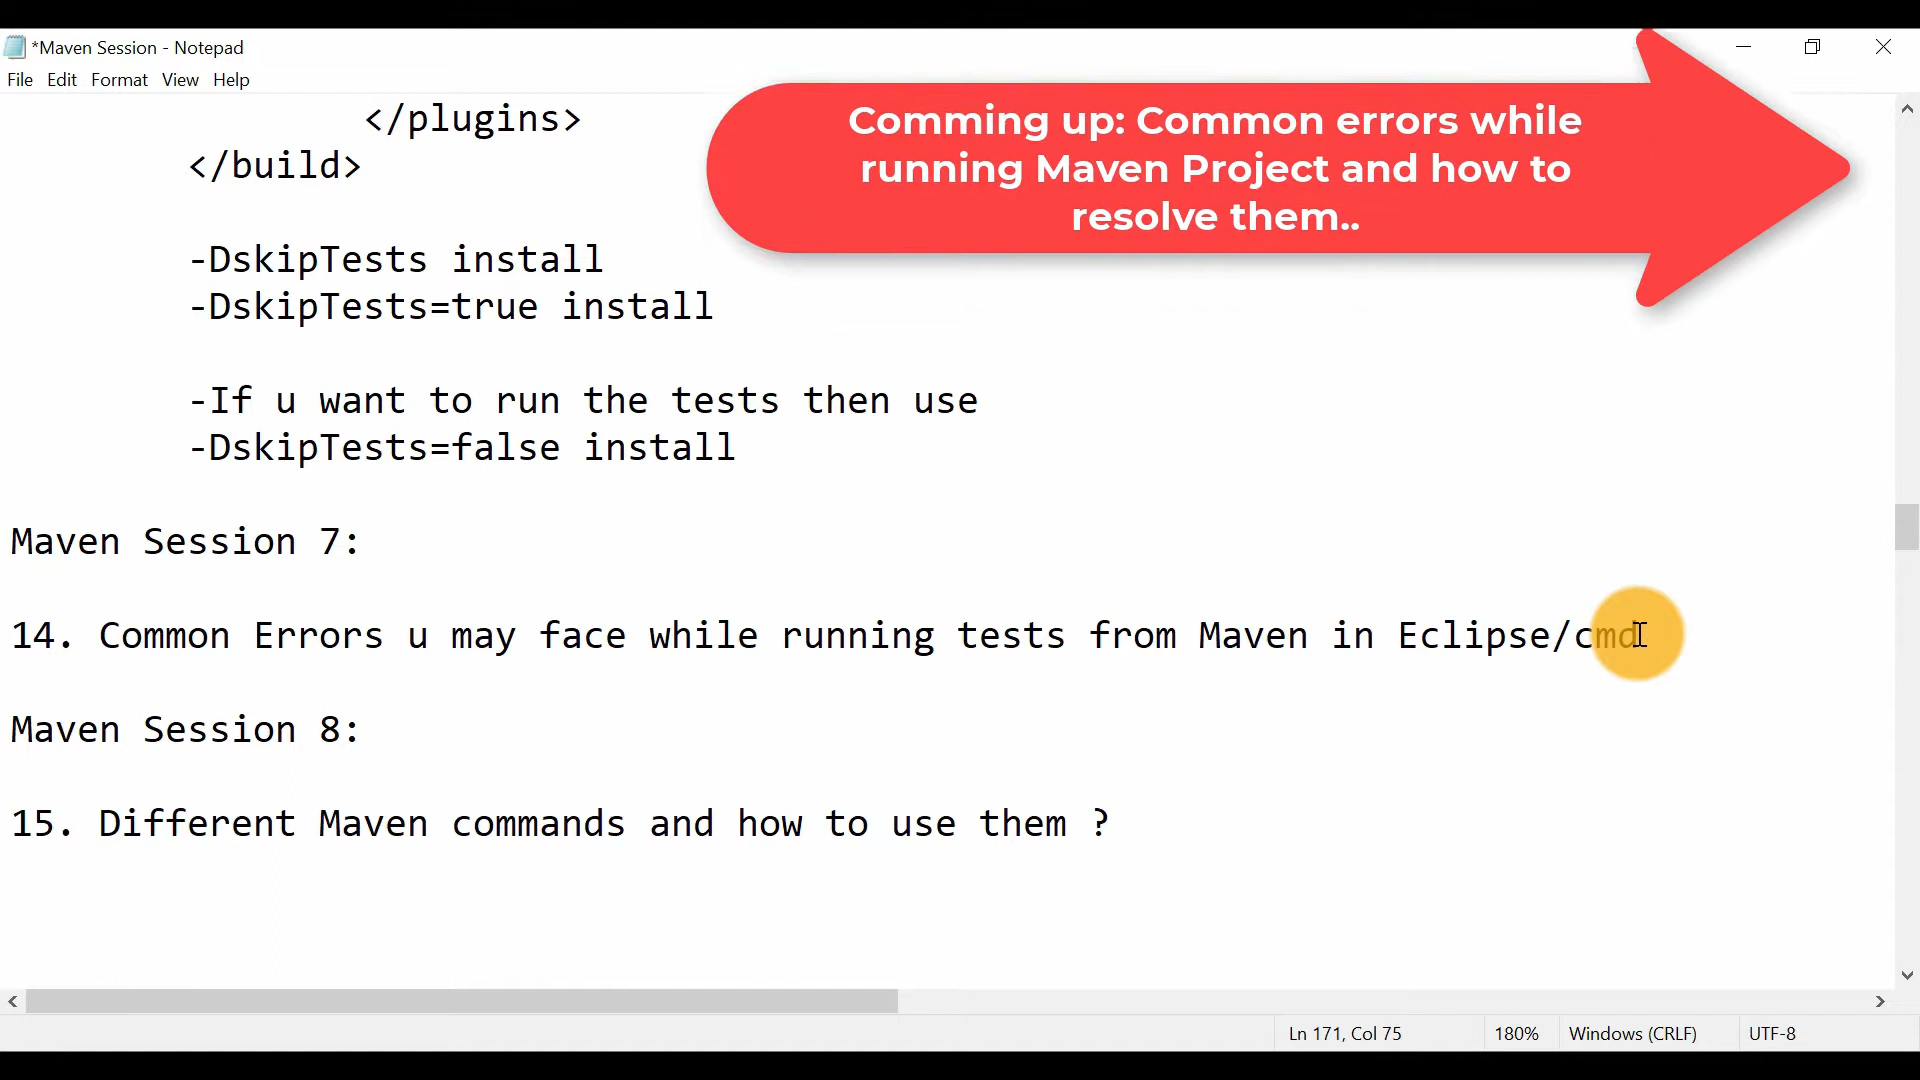 *Maven Session - Notepad
File Edit Format View Help
</plugins>
</build>
Comming up: Common errors while
running Maven Project and how to
resolve them..
-DskipTests install
-DskipTests=true install
-If u want to run the tests then use
-DskipTests=false install
Maven Session 7:
14. Common Errors u may face while running tests from Maven in Eclipse/cmd
Maven Session 8:
15. Different Maven commands and how to use them ?
Ln 171, Col 75 180% Windows (CRLF) UTF-8